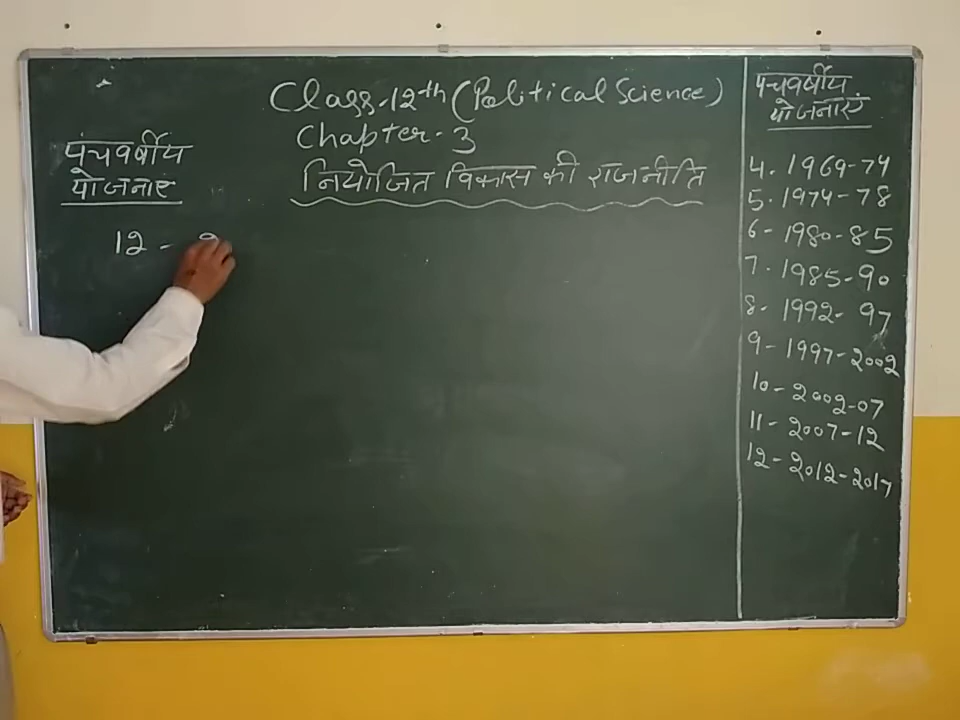 Class-12th (Political Science)
Chapter-3
नियोजित विकास की राजनीति
पंचवर्षीय
योजनाएं
12 - 2
पंचवर्षीय
योजनाएं
4. 1969-74
5. 1974-78
6- 1980-85
7. 1985-90
8- 1992-97
9- 1997-2002
10-2002-07
11-2007-12
12-2012-2017